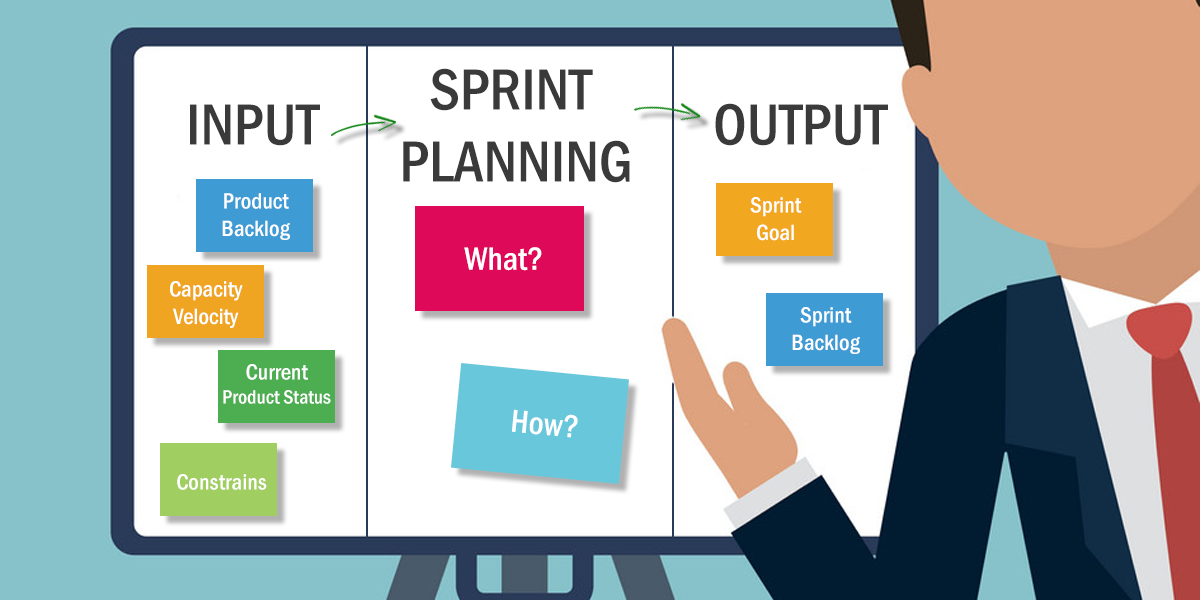 INPUT
Product
Backlog
Capacity
Velocity
Current
Product Status
Constrains
SPRINT
PLANNING
What?
How?
OUTPUT
Sprint
Goal
Sprint
Backlog